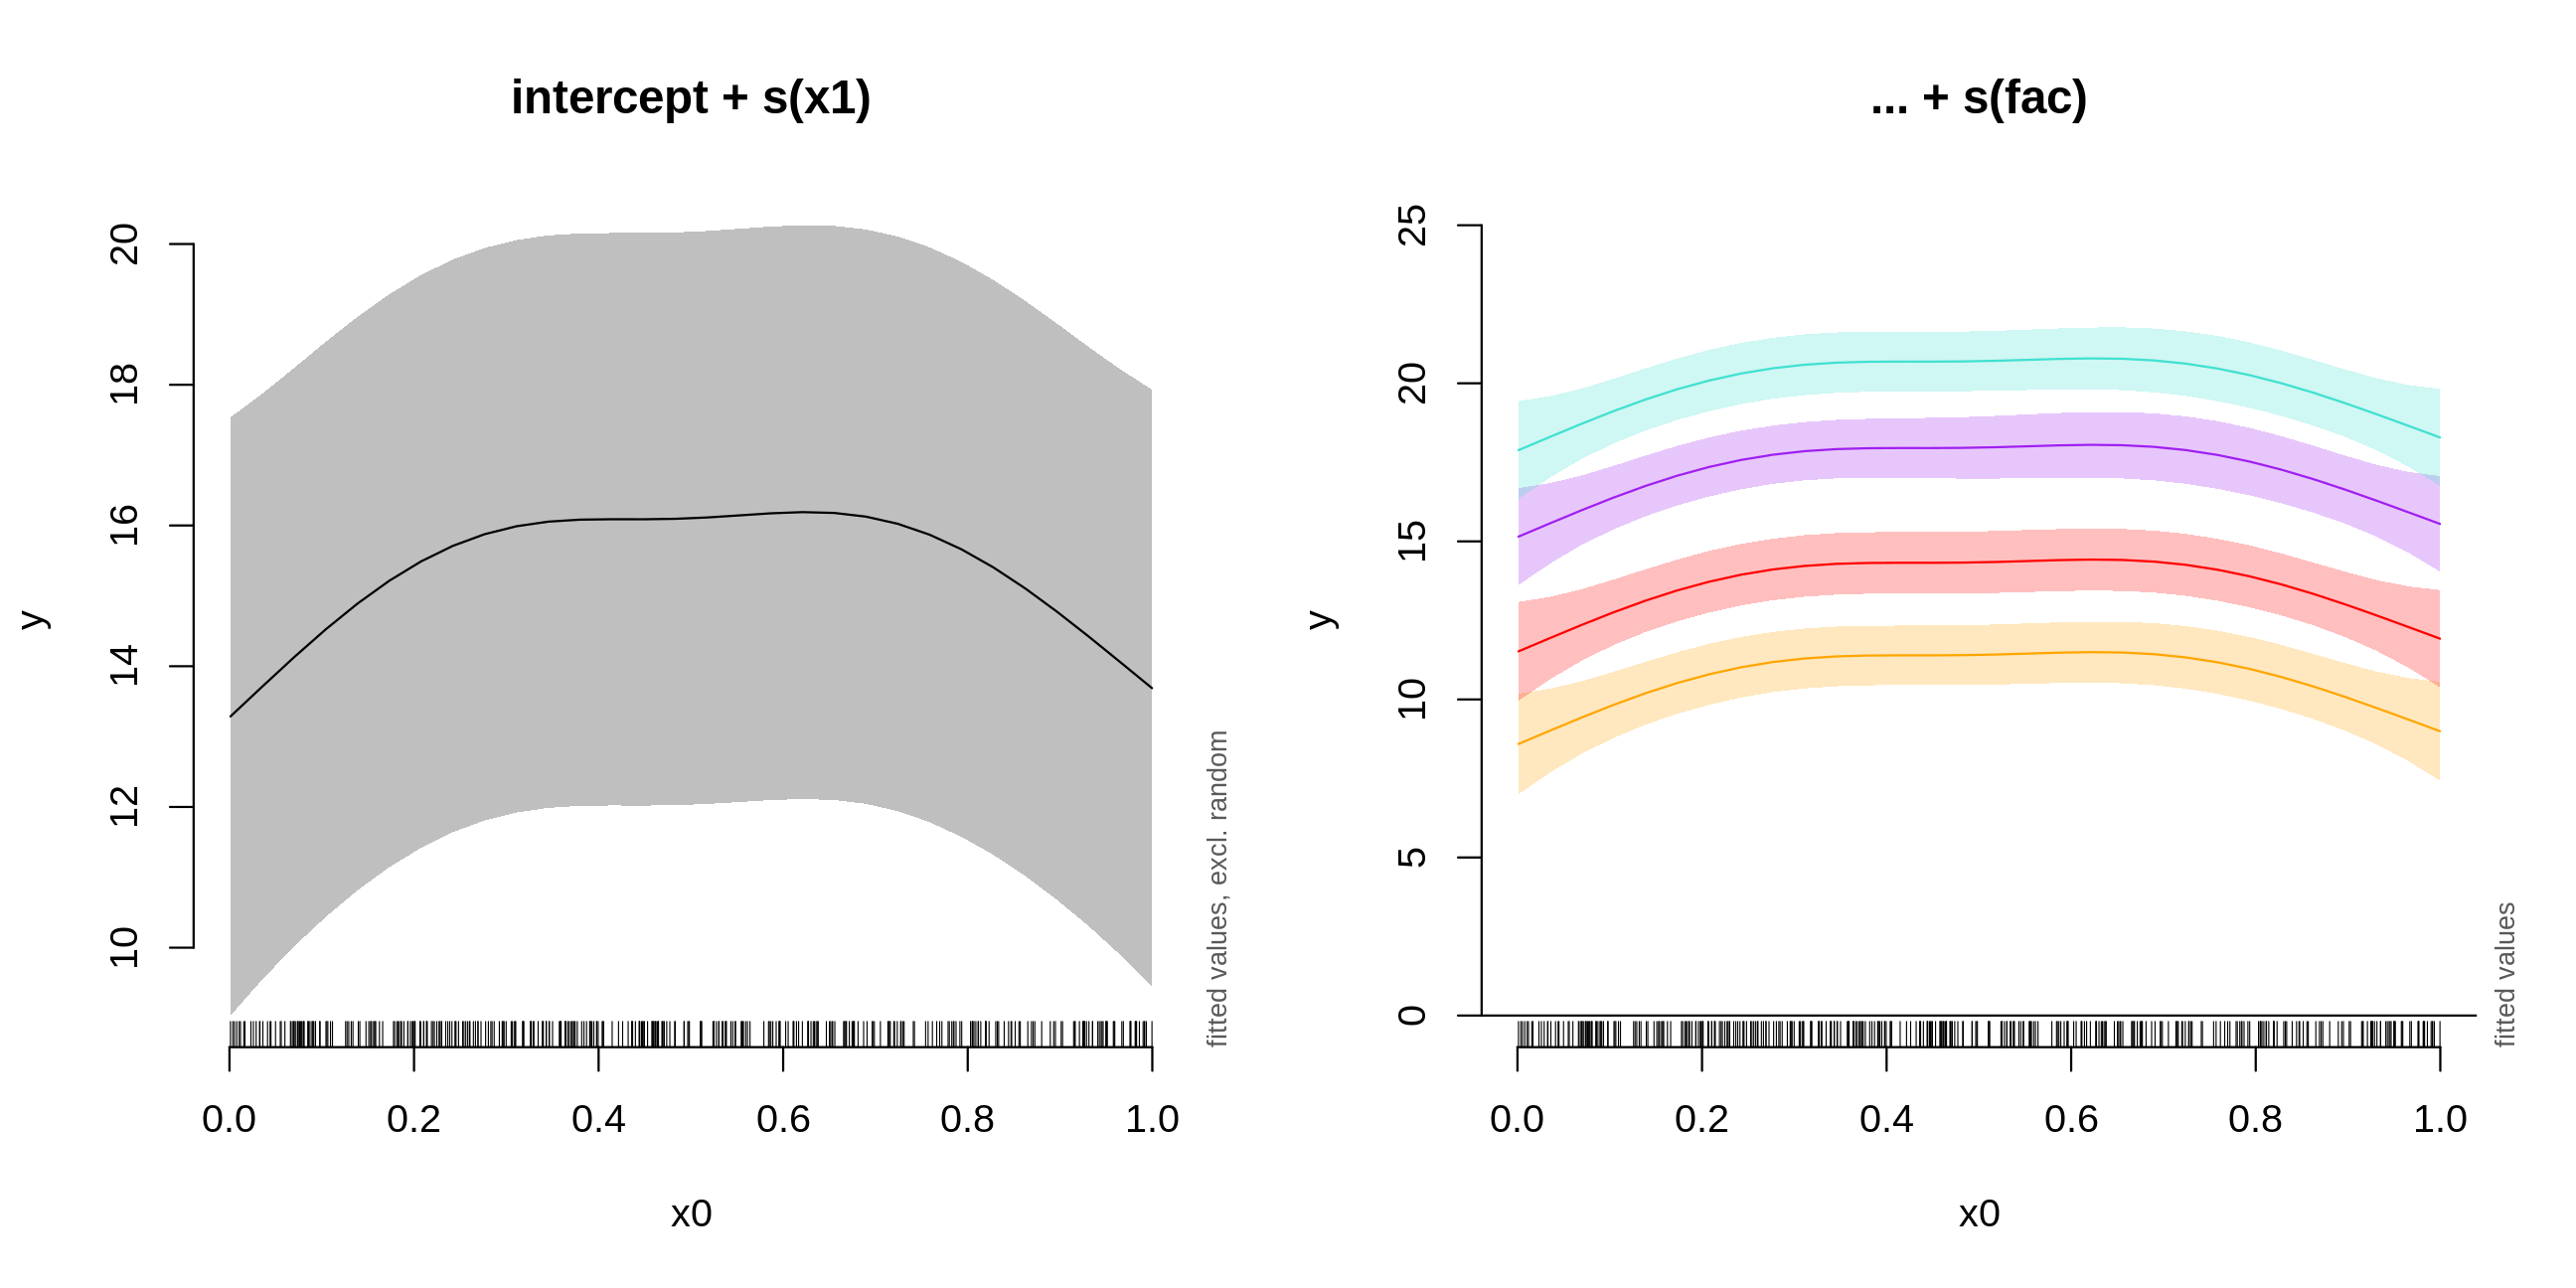 intercept + s(x1)
y
20
18
16
14
12
10
0.0 0.2 0.4 0.6 0.8 1.0
x0
fitted values, excl. random
... + s(fac)
y
25
20
15
10
5
0
0.0 0.2 0.4 0.6 0.8 1.0
x0
fitted values